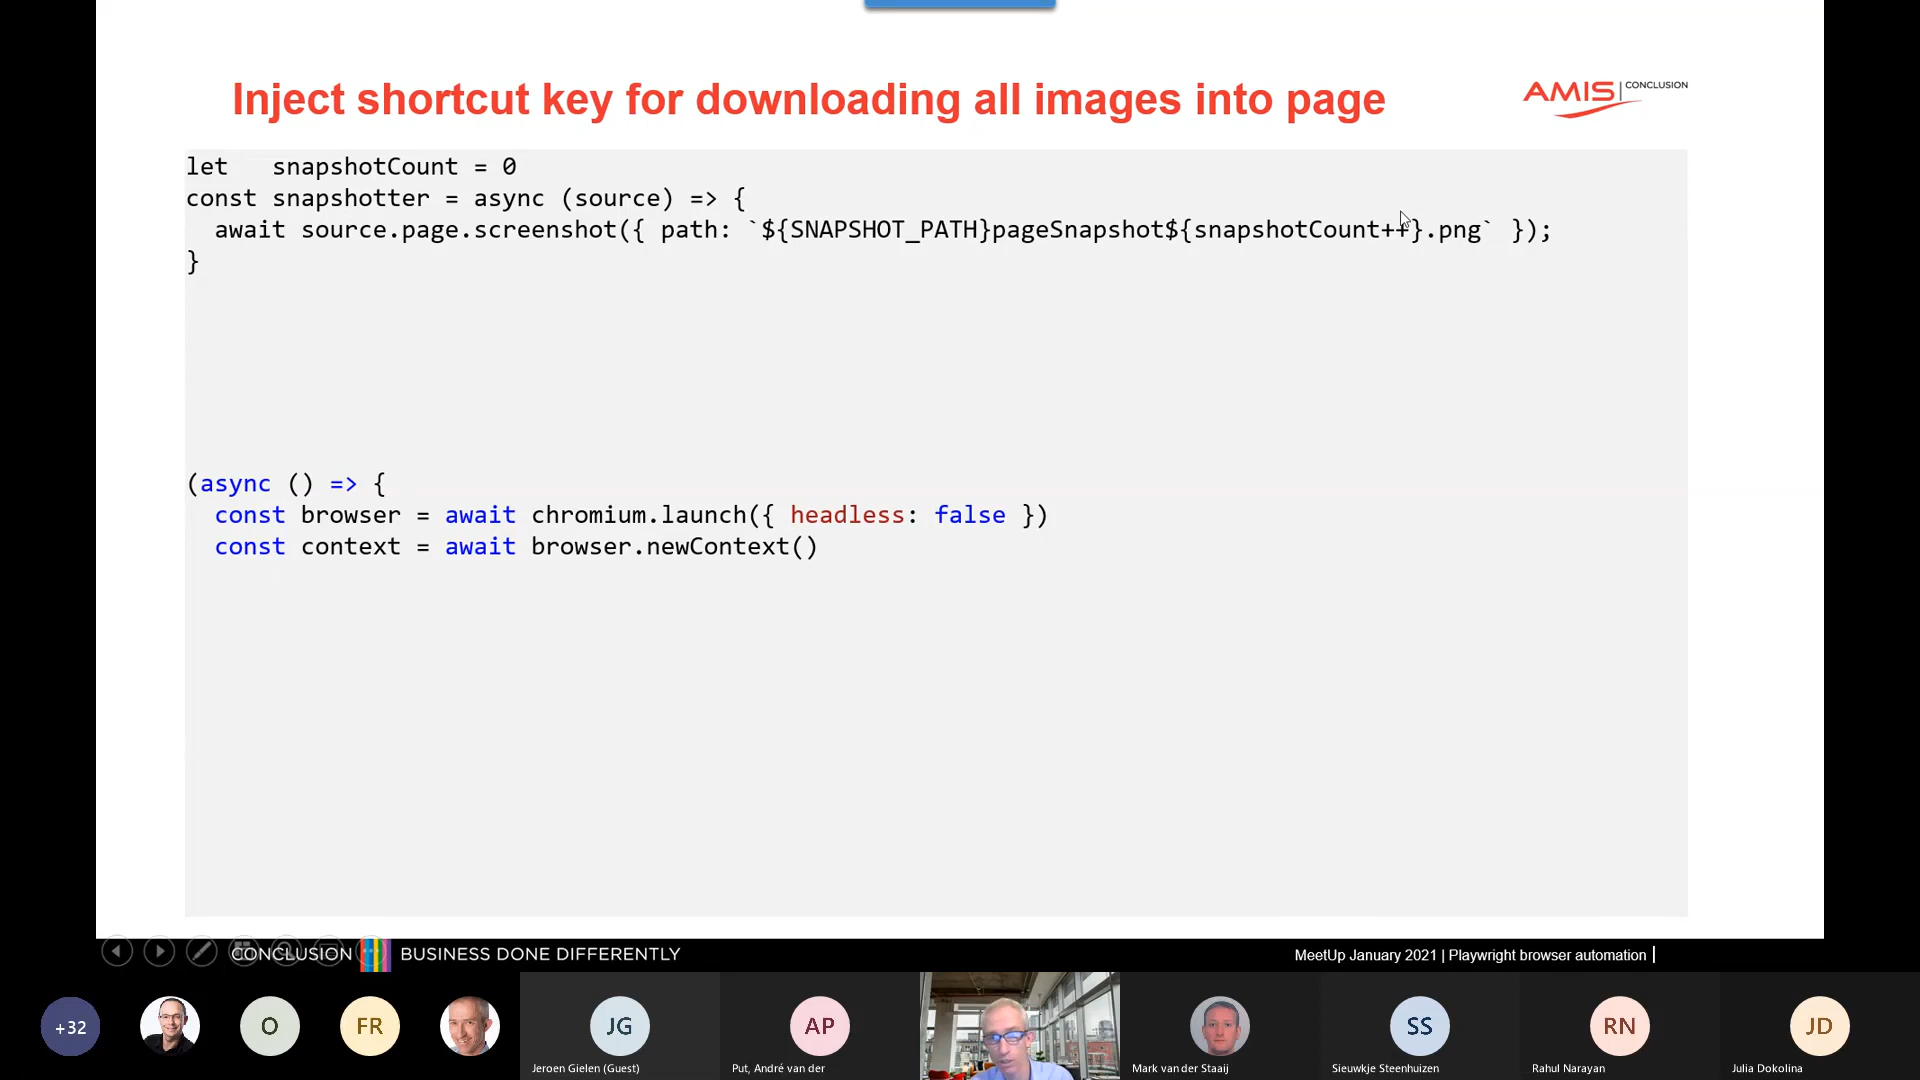 Inject shortcut key for downloading all images into page
AMIS | CONCLUSION
let   snapshotCount = 0
const snapshotter = async (source) => {
  await source.page.screenshot({ path: `${SNAPSHOT_PATH}pageSnapshot${snapshotCount++}.png` });
}
(async () => {
  const browser = await chromium.launch({ headless: false })
  const context = await browser.newContext()
CONCLUSION BUSINESS DONE DIFFERENTLY
MeetUp January 2021 | Playwright browser automation |
+32
O
FR
JG
AP
SS
RN
JD
Jeroen Gielen (Guest)
Put, André van der
Mark van der Staaij
Sieuwkje Steenhuizen
Rahul Narayan
Julia Dokolina